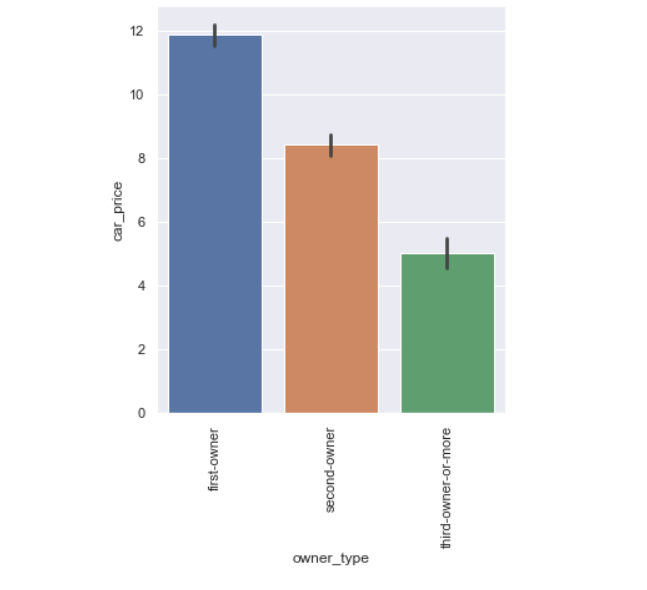 12
10
8
6
4
2
0
car_price
first-owner
second-owner
third-owner-or-more
owner_type